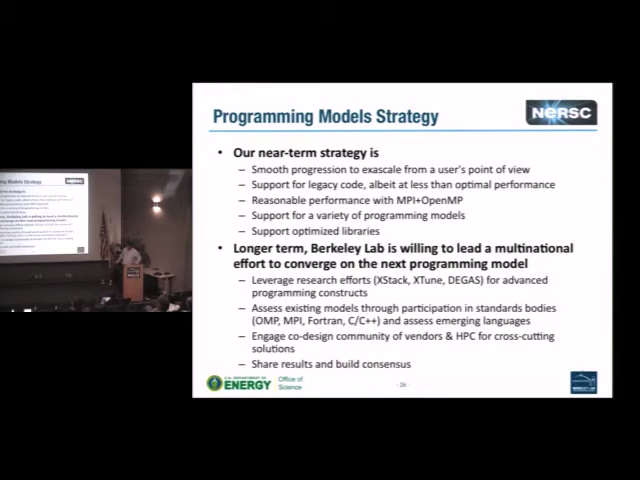 Programming Models Strategy
NERSC
• Our near-term strategy is
– Smooth progression to exascale from a user's point of view
– Support for legacy code, albeit at less than optimal performance
– Reasonable performance with MPI+OpenMP
– Support for a variety of programming models
– Support optimized libraries
• Longer term, Berkeley Lab is willing to lead a multinational
effort to converge on the next programming model
– Leverage research efforts (XStack, XTune, DEGAS) for advanced
programming constructs
– Assess existing models through participation in standards bodies
(OMP, MPI, Fortran, C/C++) and assess emerging languages
– Engage co-design community of vendors & HPC for cross-cutting
solutions
– Share results and build consensus
U.S. DEPARTMENT OF
ENERGY
Office of
Science
BERKELEY LAB
Models Strategy
NERSC